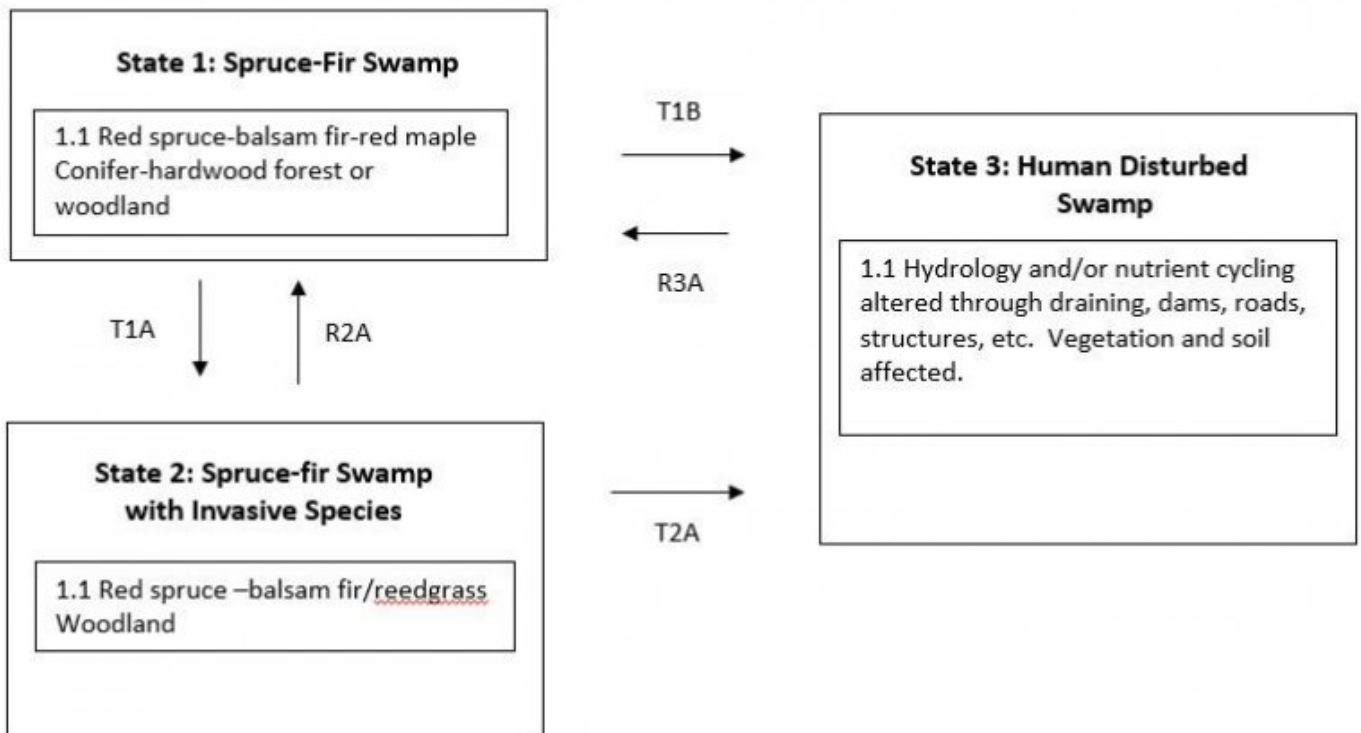 State 1: Spruce-Fir Swamp
1.1 Red spruce-balsam fir-red maple
Conifer-hardwood forest or
woodland
T1B
R3A
State 3: Human Disturbed
Swamp
1.1 Hydrology and/or nutrient cycling
altered through draining, dams, roads,
structures, etc.  Vegetation and soil
affected.
T1A
R2A
State 2: Spruce-fir Swamp
with Invasive Species
1.1 Red spruce –balsam fir/reedgrass
Woodland
T2A